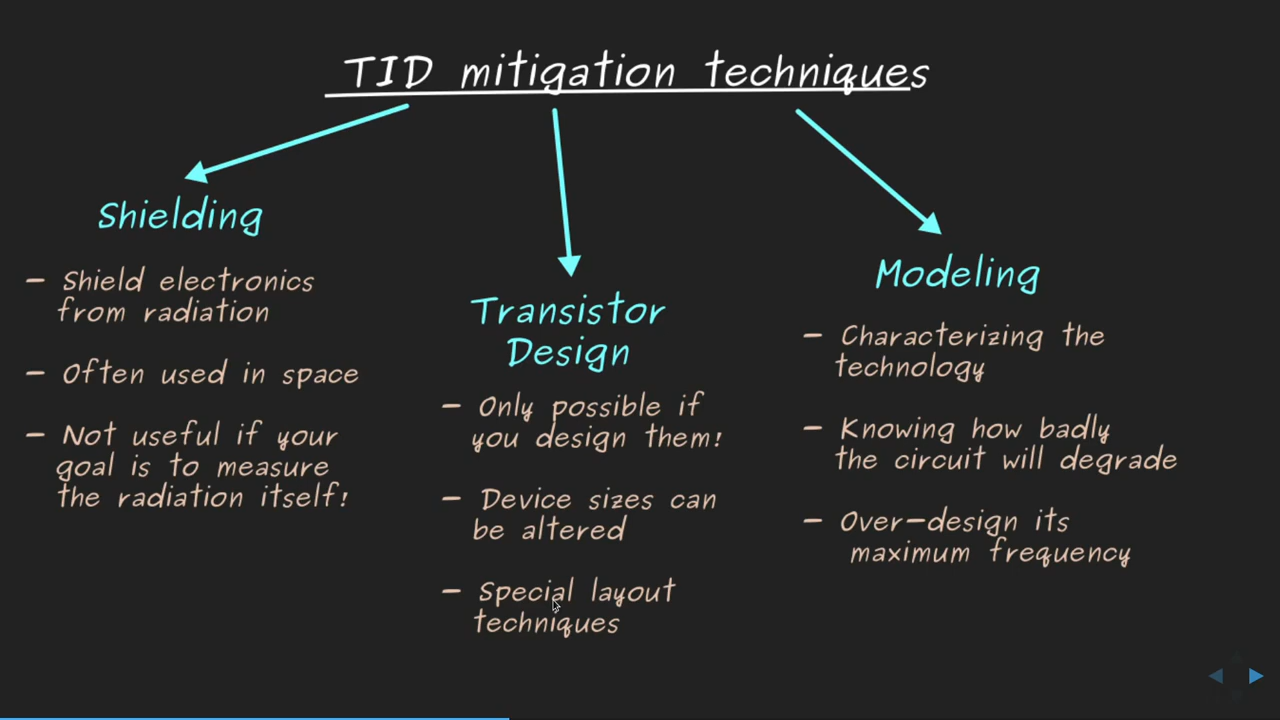 TID mitigation techniques
Shielding
– Shield electronics
from radiation
– Often used in space
– Not useful if your
goal is to measure
the radiation itself!
Transistor
Design
– Only possible if
you design them!
– Device sizes can
be altered
– Special layout
techniques
Modeling
– Characterizing the
technology
– Knowing how badly
the circuit will degrade
– Over–design its
maximum frequency